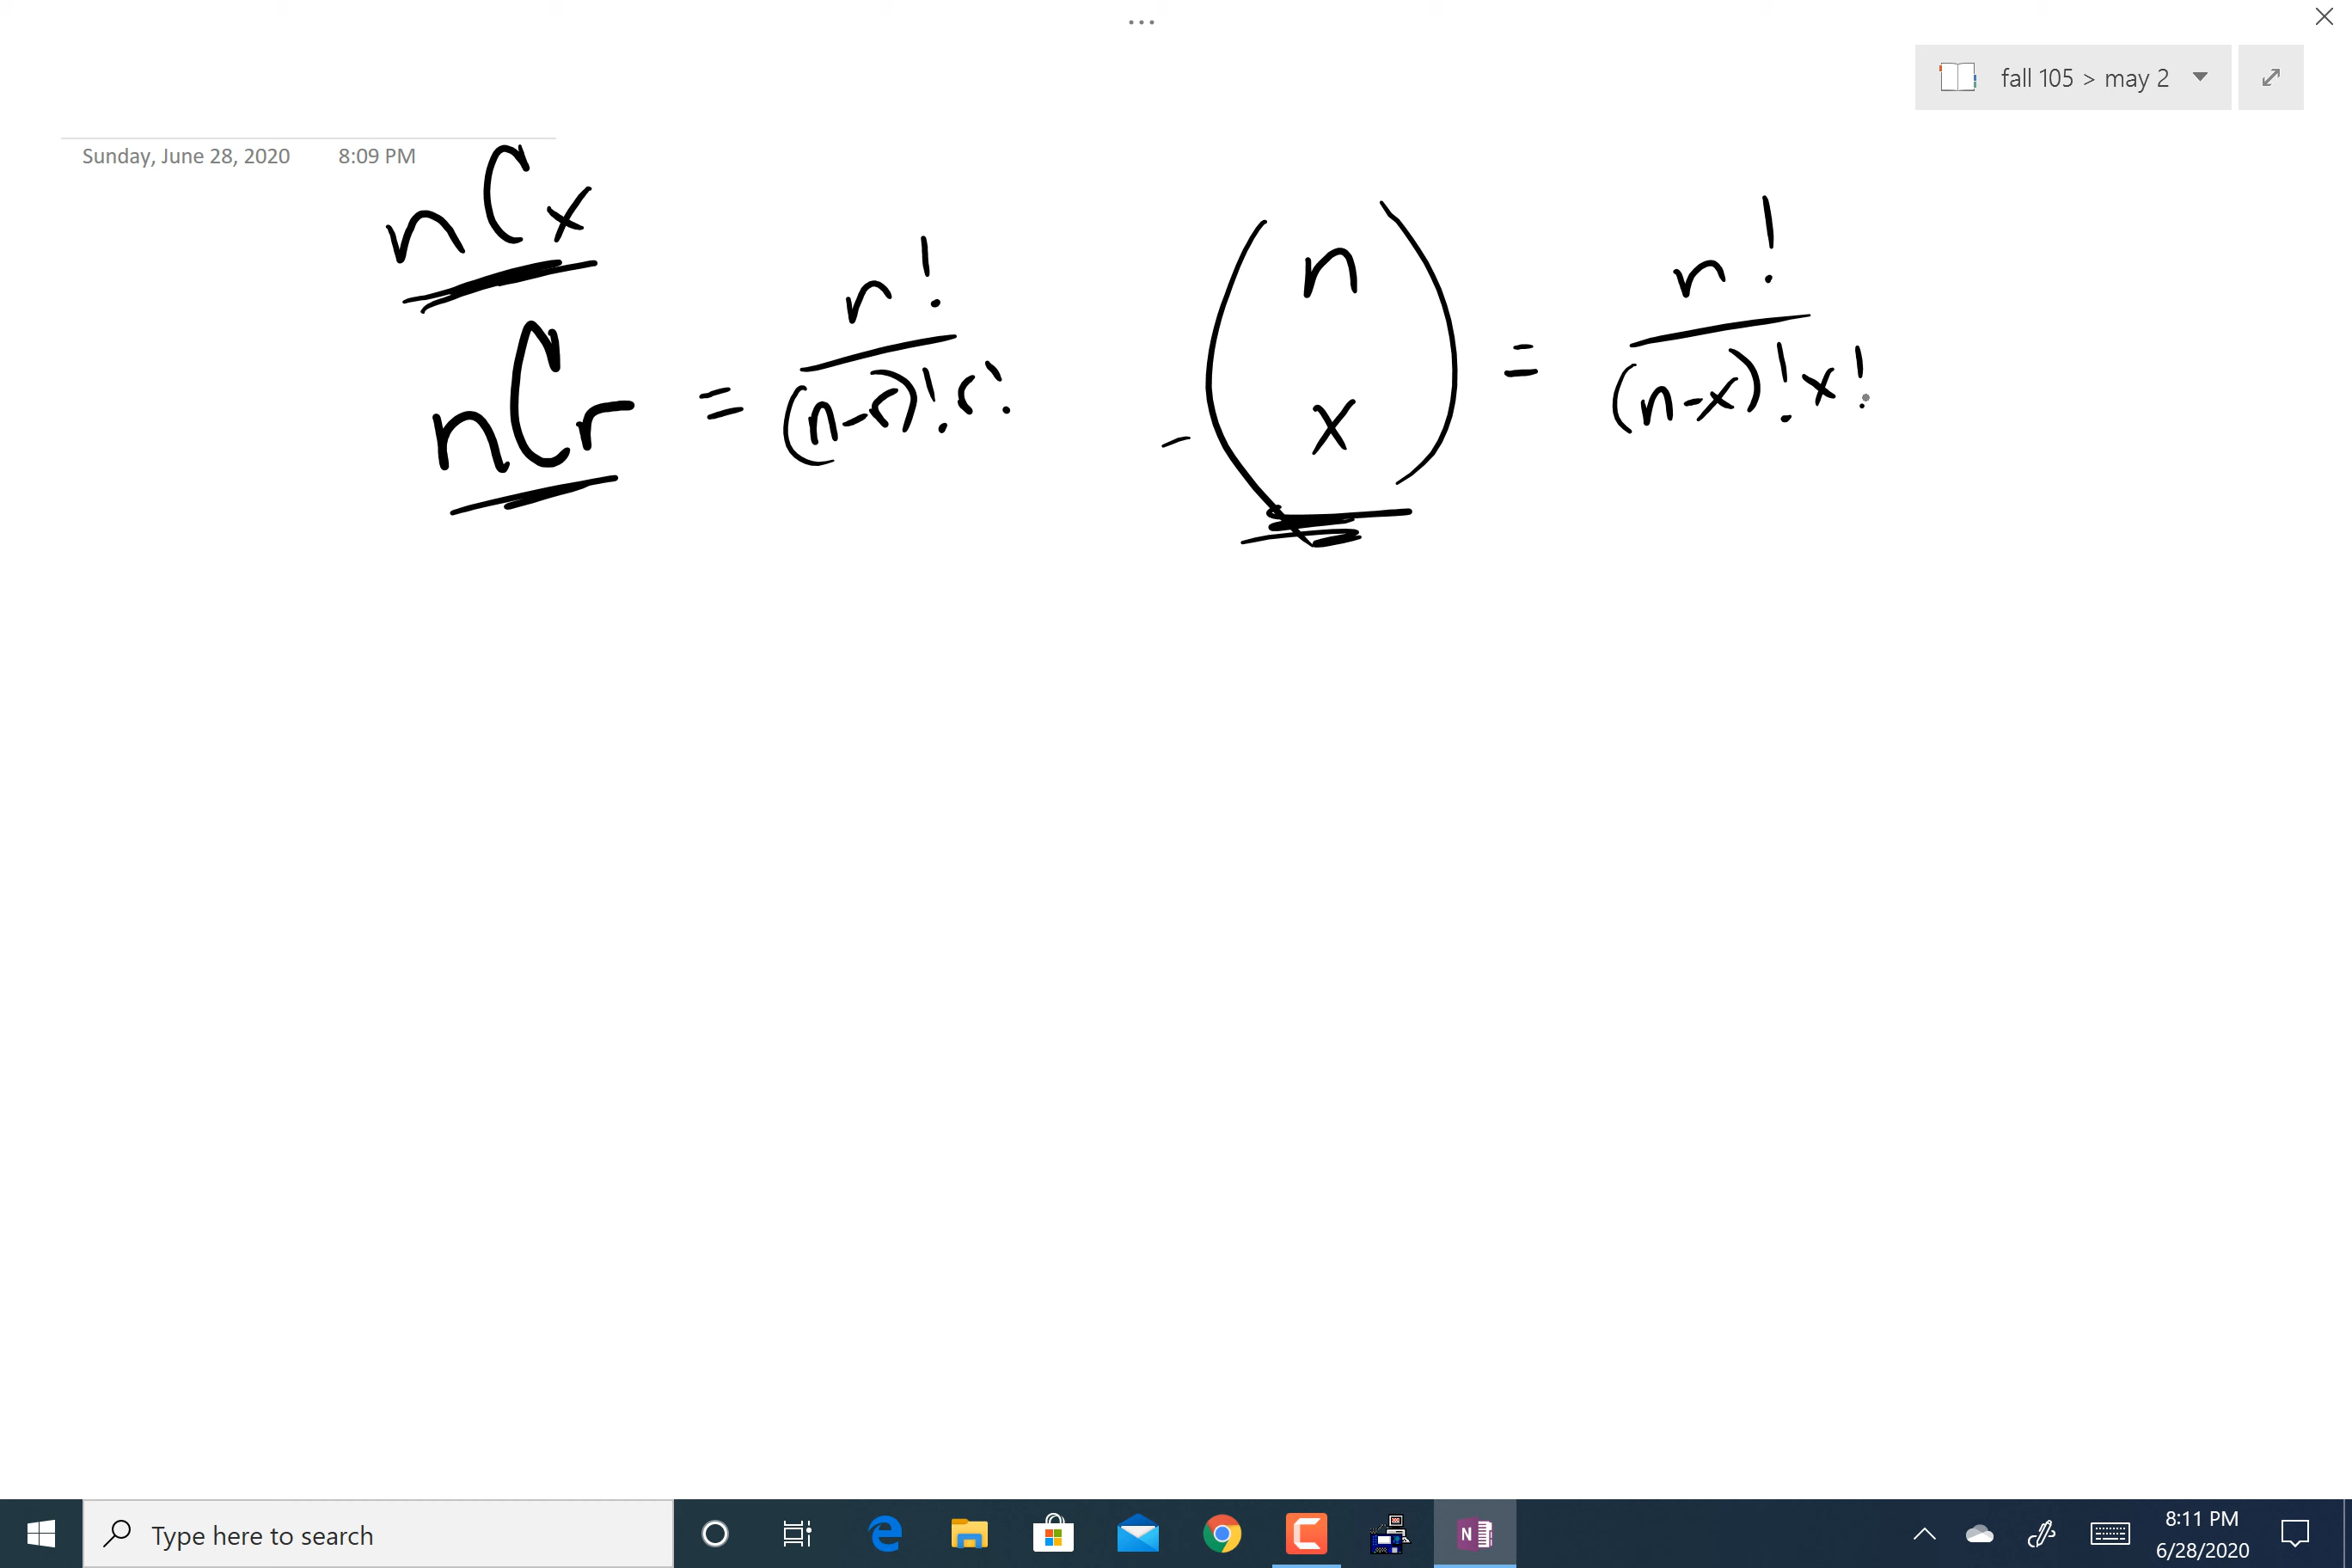 fall 105 > may 2
Sunday, June 28, 2020 8:09 PM
nCx
nCr = n! / (n-r)! r!
- (n x) = n! / (n-x)! x!
Type here to search
N
8:11 PM
6/28/2020